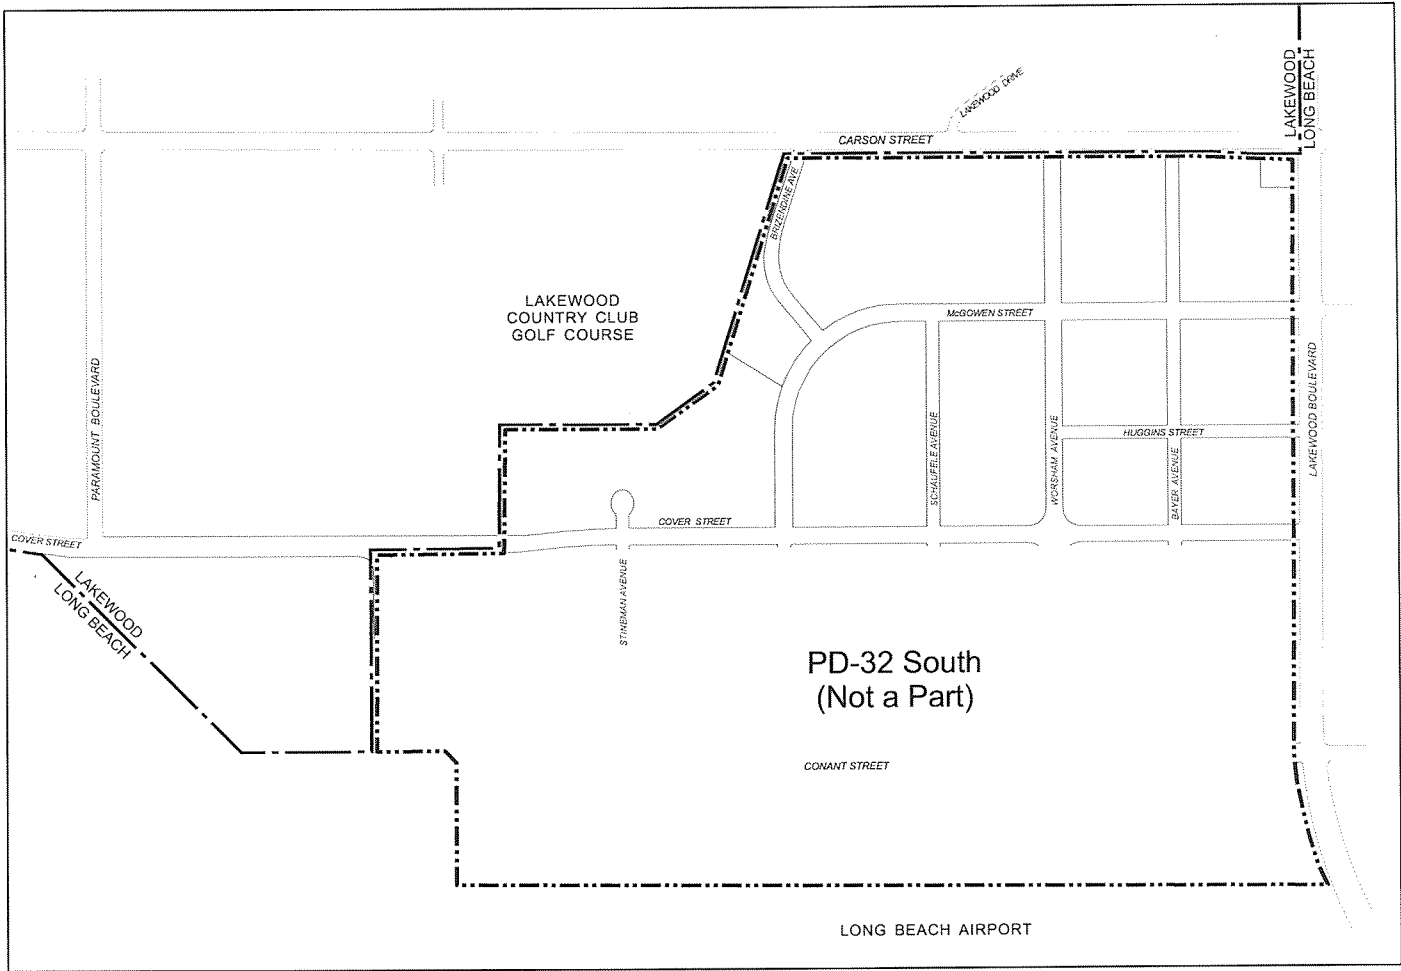 LAKEWOOD
LONG BEACH
LAKEWOOD DRIVE
CARSON STREET
BRIZENDINE AVE
LAKEWOOD
COUNTRY CLUB
GOLF COURSE
McGOWEN STREET
PARAMOUNT BOULEVARD
LAKEWOOD BOULEVARD
SCHAUFELE AVENUE
WORSHAM AVENUE
HUGGINS STREET
BAYER AVENUE
COVER STREET
COVER STREET
STINEMAN AVENUE
LAKEWOOD
LONG BEACH
PD-32 South
(Not a Part)
CONANT STREET
LONG BEACH AIRPORT